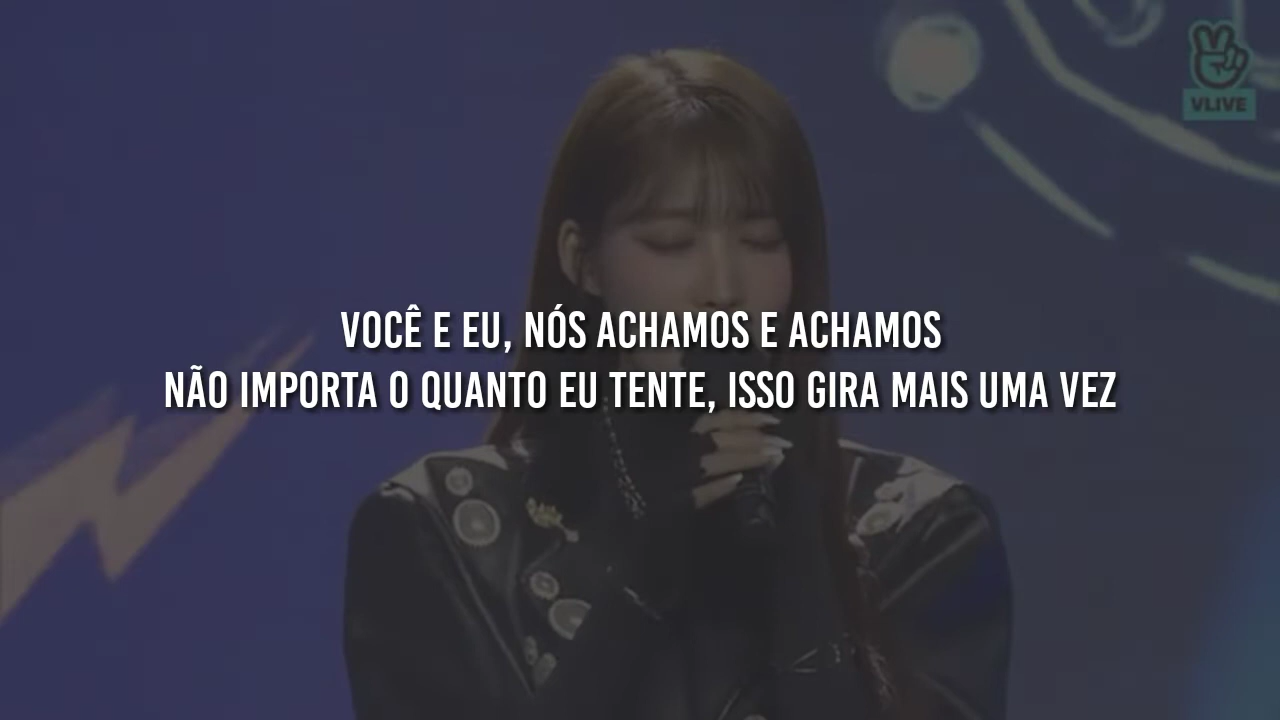 VLIVE
VOCÊ E EU, NÓS ACHAMOS E ACHAMOS
NÃO IMPORTA O QUANTO EU TENTE, ISSO GIRA MAIS UMA VEZ